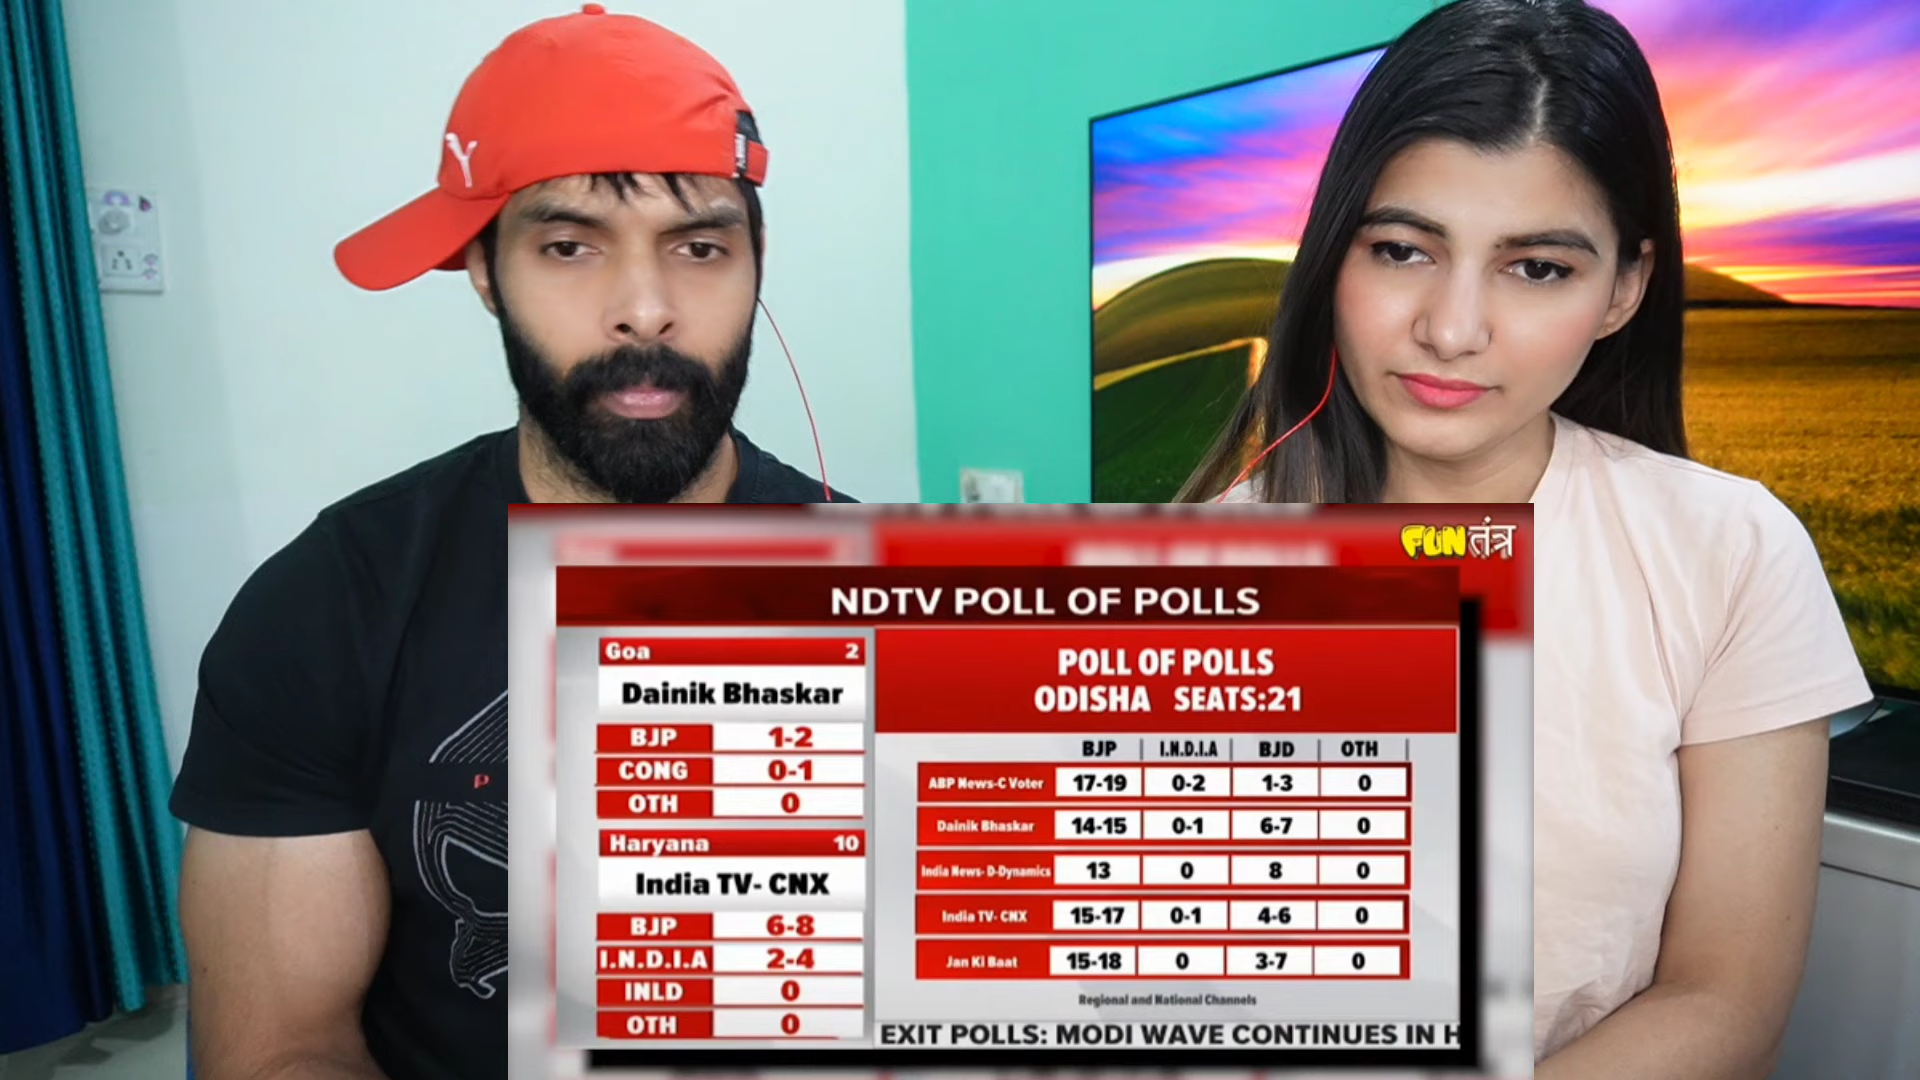 FUNतंत्र
NDTV POLL OF POLLS
Goa 2
Dainik Bhaskar
BJP 1-2
CONG 0-1
OTH 0
Haryana 10
India TV- CNX
BJP 6-8
I.N.D.I.A 2-4
INLD 0
OTH 0
POLL OF POLLS
ODISHA SEATS:21
BJP I.N.D.I.A BJD OTH
ABP News-C Voter 17-19 0-2 1-3 0
Dainik Bhaskar 14-15 0-1 6-7 0
India News- D-Dynamics 13 0 8 0
India TV- CNX 15-17 0-1 4-6 0
Jan Ki Baat 15-18 0 3-7 0
Regional and National Channels
EXIT POLLS: MODI WAVE CONTINUES IN H
P